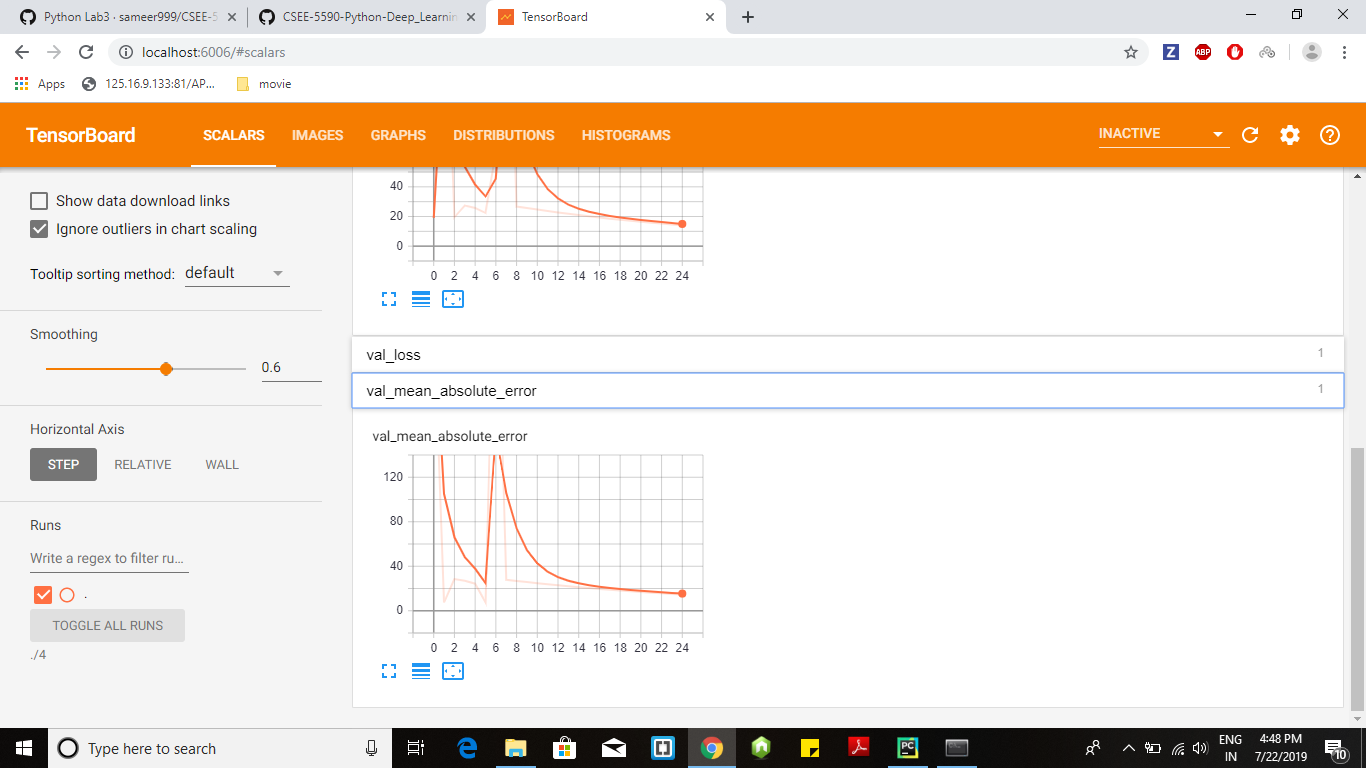 Python Lab3 · sameer999/CSEE-5
CSEE-5590-Python-Deep_Learnin
TensorBoard
localhost:6006/#scalars
Z
ABP
Apps
125.16.9.133:81/AP...
movie
TensorBoard
SCALARS
IMAGES
GRAPHS
DISTRIBUTIONS
HISTOGRAMS
INACTIVE
Show data download links
Ignore outliers in chart scaling
Tooltip sorting method: default
Smoothing
0.6
Horizontal Axis
STEP
RELATIVE
WALL
Runs
Write a regex to filter ru...
.
TOGGLE ALL RUNS
./4
40
20
0
0 2 4 6 8 10 12 14 16 18 20 22 24
val_loss 1
val_mean_absolute_error 1
val_mean_absolute_error
120
80
40
0
0 2 4 6 8 10 12 14 16 18 20 22 24
Type here to search
PC
ENG
IN
4:48 PM
7/22/2019
10